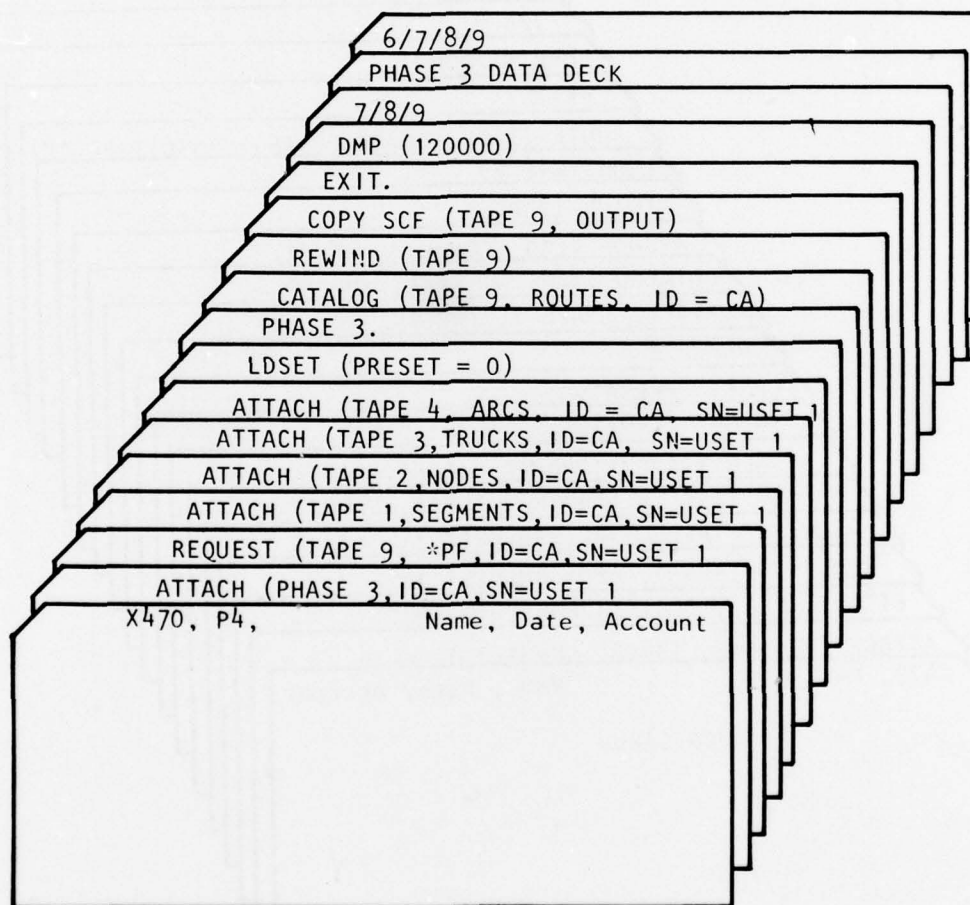 6/7/8/9
PHASE 3 DATA DECK
7/8/9
DMP (120000)
EXIT.
COPY SCF (TAPE 9, OUTPUT)
REWIND (TAPE 9)
CATALOG (TAPE 9, ROUTES, ID = CA)
PHASE 3.
LDSET (PRESET = 0)
ATTACH (TAPE 4, ARCS, ID = CA, SN=USET 1
ATTACH (TAPE 3,TRUCKS,ID=CA, SN=USET 1
ATTACH (TAPE 2,NODES,ID=CA,SN=USET 1
ATTACH (TAPE 1,SEGMENTS,ID=CA,SN=USET 1
REQUEST (TAPE 9, *PF,ID=CA,SN=USET 1
ATTACH (PHASE 3,ID=CA,SN=USET 1
X470, P4, Name, Date, Account